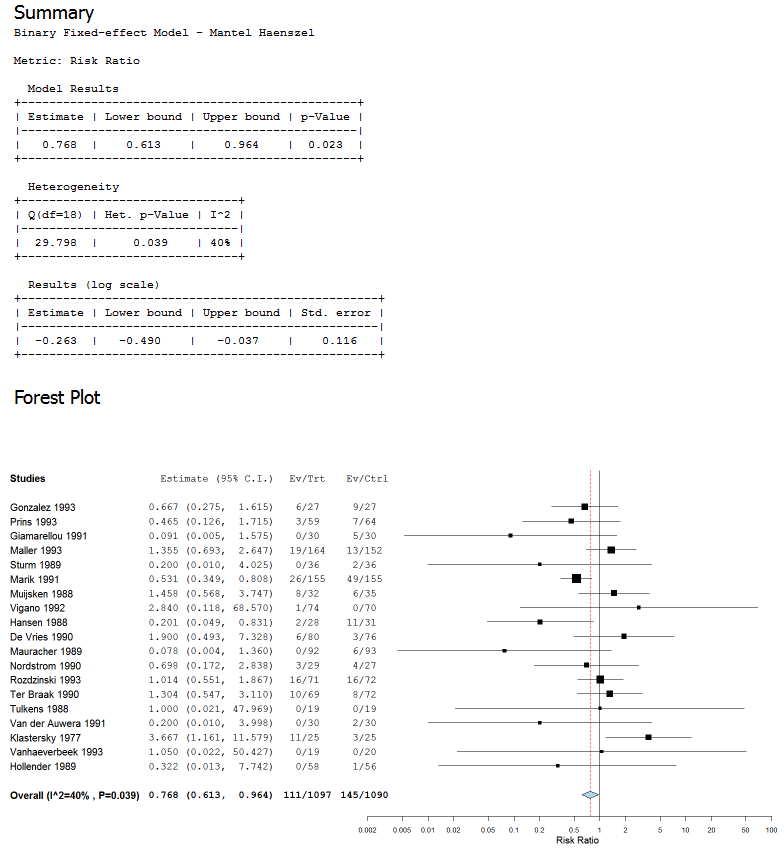 Summary
Binary Fixed-effect Model - Mantel Haenszel
Metric: Risk Ratio
Model Results
+------------------------------------------------+
| Estimate | Lower bound | Upper bound | p-Value |
|------------------------------------------------|
| 0.768 | 0.613 | 0.964 | 0.023 |
+------------------------------------------------+
Heterogeneity
+-------------------------------+
| Q(df=18) | Het. p-Value | I^2 |
|-------------------------------|
| 29.798 | 0.039 | 40% |
+-------------------------------+
Results (log scale)
+---------------------------------------------------+
| Estimate | Lower bound | Upper bound | Std. error |
|---------------------------------------------------|
| -0.263 | -0.490 | -0.037 | 0.116 |
+---------------------------------------------------+
Forest Plot
Studies Estimate (95% C.I.) Ev/Trt Ev/Ctrl
Gonzalez 1993 0.667 (0.275, 1.615) 6/27 9/27
Prins 1993 0.465 (0.126, 1.715) 3/59 7/64
Giamarellou 1991 0.091 (0.005, 1.575) 0/30 5/30
Maller 1993 1.355 (0.693, 2.647) 19/164 13/152
Sturm 1989 0.200 (0.010, 4.025) 0/36 2/36
Marik 1991 0.531 (0.349, 0.808) 26/155 49/155
Muijsken 1988 1.458 (0.568, 3.747) 8/32 6/35
Vigano 1992 2.840 (0.118, 68.570) 1/74 0/70
Hansen 1988 0.201 (0.049, 0.831) 2/28 11/31
De Vries 1990 1.900 (0.493, 7.328) 6/80 3/76
Mauracher 1989 0.078 (0.004, 1.360) 0/92 6/93
Nordstrom 1990 0.698 (0.172, 2.838) 3/29 4/27
Rozdzinski 1993 1.014 (0.551, 1.867) 16/71 16/72
Ter Braak 1990 1.304 (0.547, 3.110) 10/69 8/72
Tulkens 1988 1.000 (0.021, 47.969) 0/19 0/19
Van der Auwera 1991 0.200 (0.010, 3.998) 0/30 2/30
Klastersky 1977 3.667 (1.161, 11.579) 11/25 3/25
Vanhaeverbeek 1993 1.050 (0.022, 50.427) 0/19 0/20
Hollender 1989 0.322 (0.013, 7.742) 0/58 1/56
Overall (I^2=40% , P=0.039) 0.768 (0.613, 0.964) 111/1097 145/1090
0.002 0.005 0.01 0.02 0.05 0.1 0.2 0.5 1 2 5 10 20 50 100
Risk Ratio